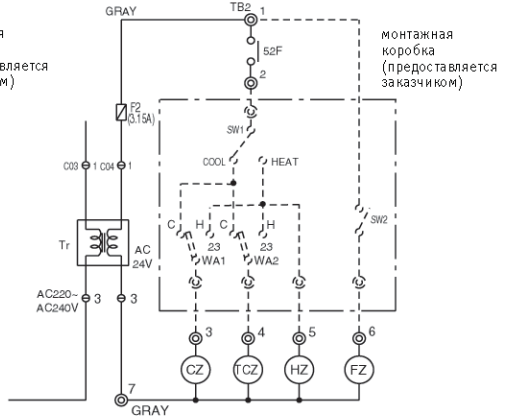 TB2 1
я
вляется
м)
52F
монтажная
коробка
(предоставляется
заказчиком)
2
F2
(3.15A)
SW1
C03 1 C04 1
COOL HEAT
C H C H
SW2
Tr
AC
24V
23 23
WA1 WA2
AC220~
AC240V
3 3
3 4 5 6
CZ TCZ HZ FZ
7
GRAY
GRAY